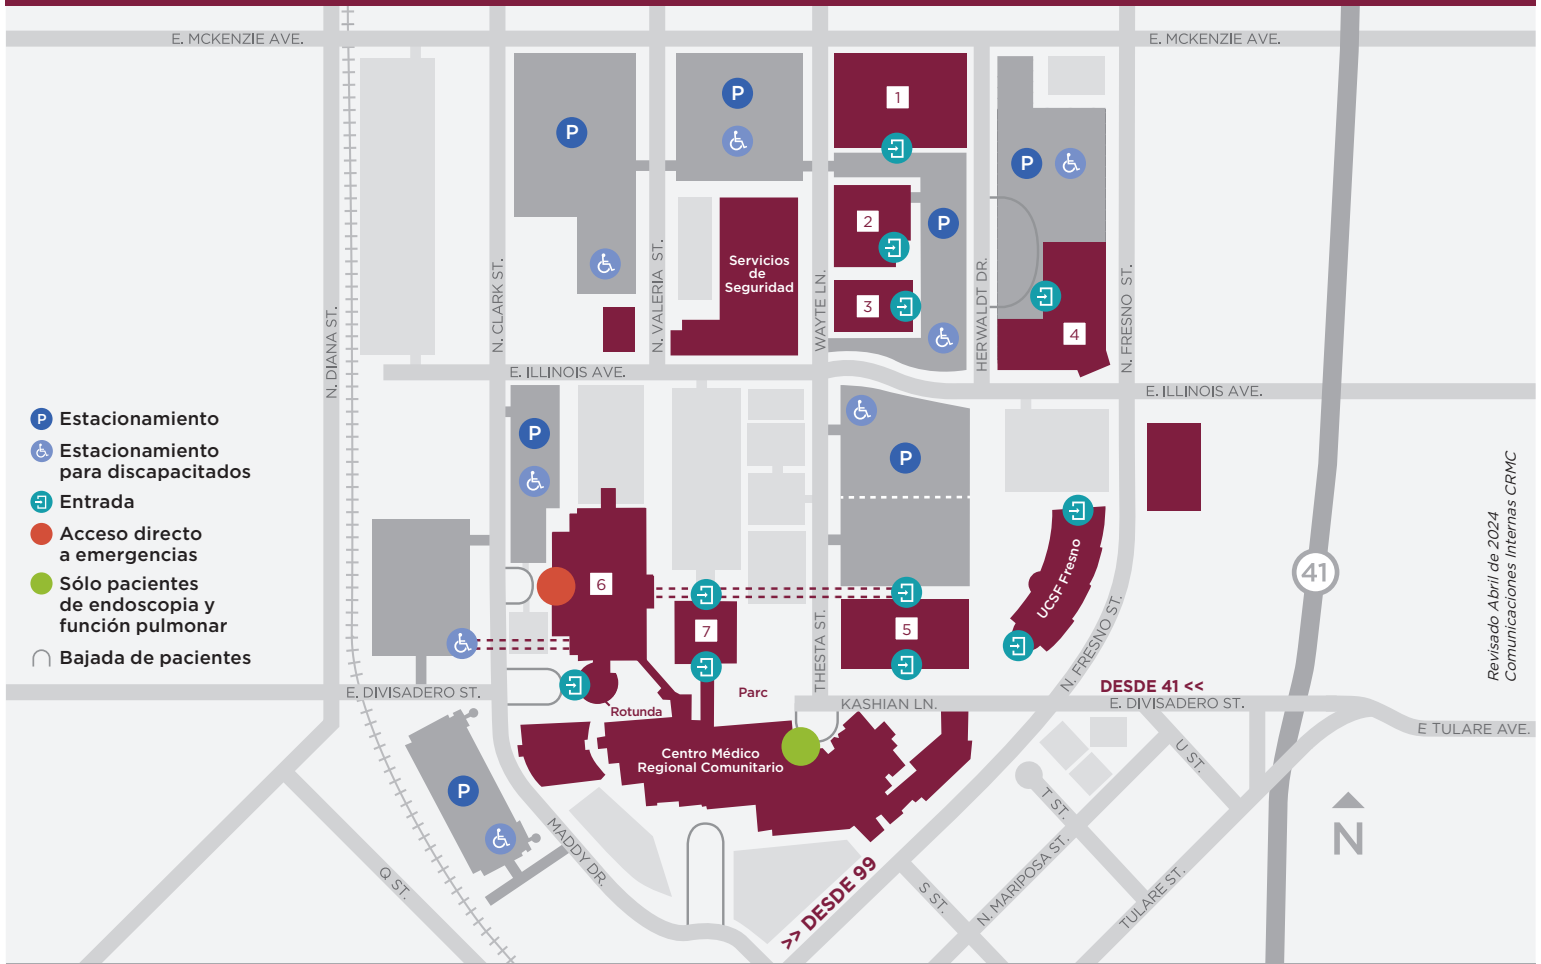 E. MCKENZIE AVE.
E. MCKENZIE AVE.
P
P
1
P
2
P
Servicios
de
Seguridad
3
4
N. DIANA ST.
N. CLARK ST.
N. VALERIA ST.
WAYTE LN.
HERWALDT DR.
N. FRESNO ST.
E. ILLINOIS AVE.
E. ILLINOIS AVE.
P Estacionamiento
Estacionamiento
para discapacitados
Entrada
Acceso directo
a emergencias
Sólo pacientes
de endoscopia y
función pulmonar
Bajada de pacientes
P
P
6
7
5
UCSF Fresno
41
Revisado Abril de 2024
Comunicaciones Internas CRMC
THESTA ST.
N. FRESNO ST.
E. DIVISADERO ST.
Rotunda
Parc
KASHIAN LN.
DESDE 41 <<
E. DIVISADERO ST.
E TULARE AVE.
Centro Médico
Regional Comunitario
P
MADDY DR.
Q ST.
>> DESDE 99
S ST.
T ST.
U ST.
N. MARIPOSA ST.
TULARE ST.
N